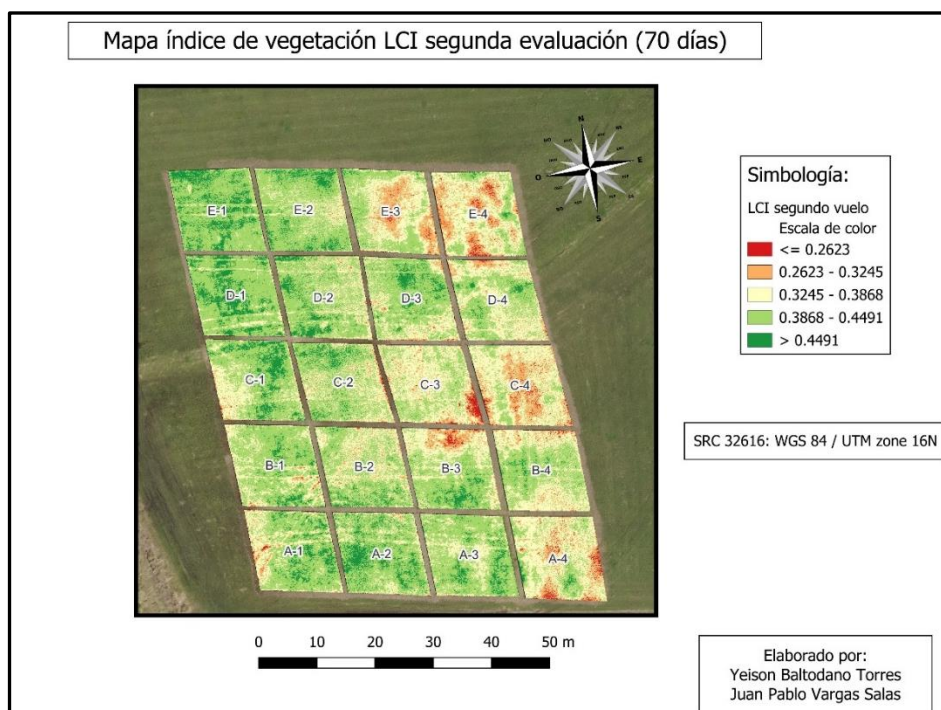 Mapa índice de vegetación LCI segunda evaluación (70 días)
N
E
S
O
E-1 E-2 E-3 E-4
D-1 D-2 D-3 D-4
C-1 C-2 C-3 C-4
B-1 B-2 B-3 B-4
A-1 A-2 A-3 A-4
0 10 20 30 40 50 m
Simbología:
LCI segundo vuelo
Escala de color
<= 0.2623
0.2623 - 0.3245
0.3245 - 0.3868
0.3868 - 0.4491
> 0.4491
SRC 32616: WGS 84 / UTM zone 16N
Elaborado por:
Yeison Baltodano Torres
Juan Pablo Vargas Salas